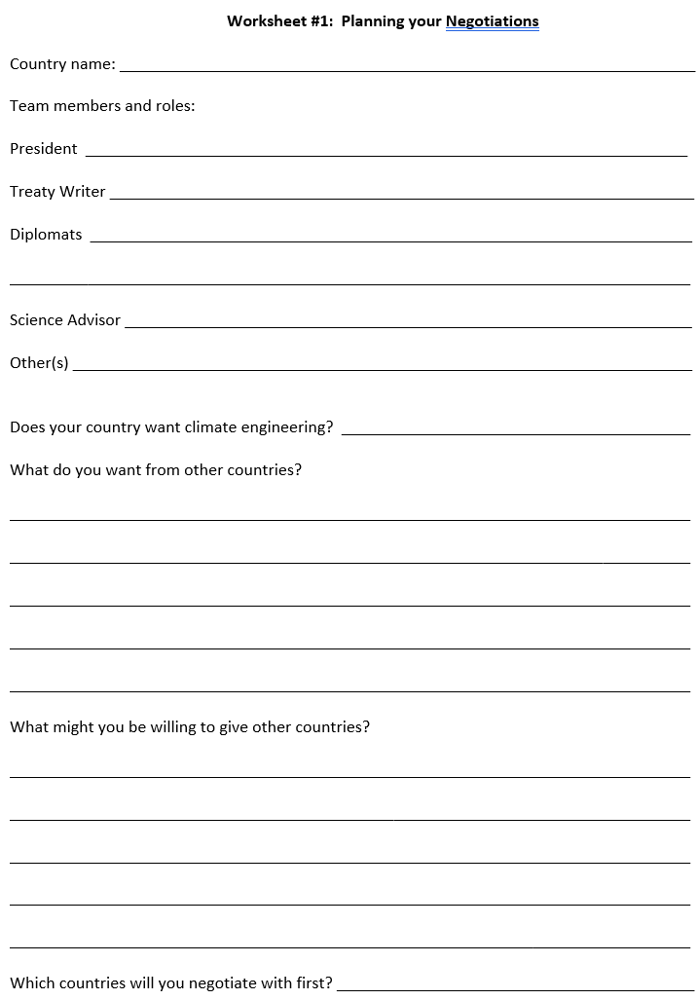 Worksheet #1:  Planning your Negotiations
Country name: ____________________
Team members and roles:
President ____________________
Treaty Writer ____________________
Diplomats ____________________
____________________
Science Advisor ____________________
Other(s) ____________________
Does your country want climate engineering? ____________________
What do you want from other countries?
____________________
____________________
____________________
____________________
____________________
What might you be willing to give other countries?
____________________
____________________
____________________
____________________
____________________
Which countries will you negotiate with first? ____________________